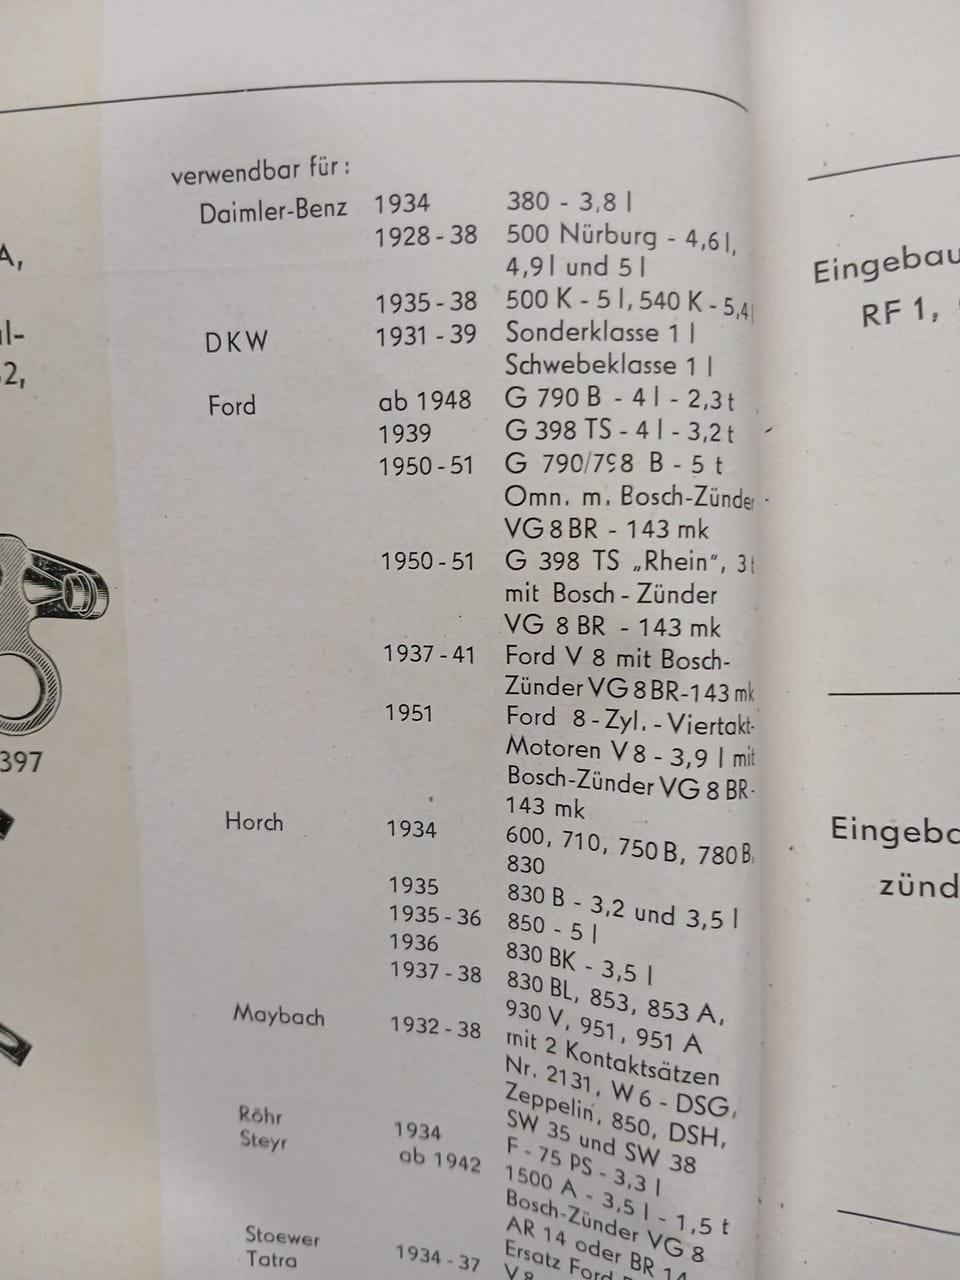 verwendbar für:
Daimler-Benz 1934 380 - 3,8 l
1928 - 38 500 Nürburg - 4,6 l,
4,9 l und 5 l
1935 - 38 500 K - 5 l, 540 K - 5,4 l
DKW 1931 - 39 Sonderklasse 1 l
Schwebeklasse 1 l
Ford ab 1948 G 790 B - 4 l - 2,3 t
1939 G 398 TS - 4 l - 3,2 t
1950 - 51 G 790/798 B - 5 t
Omn. m. Bosch-Zünder
VG 8 BR - 143 mk
1950 - 51 G 398 TS „Rhein", 3 t
mit Bosch - Zünder
VG 8 BR - 143 mk
1937 - 41 Ford V 8 mit Bosch-
Zünder VG 8 BR - 143 mk
1951 Ford 8 - Zyl. - Viertakt-
Motoren V 8 - 3,9 l mit
Bosch-Zünder VG 8 BR-
143 mk
Horch 1934 600, 710, 750 B, 780 B,
830
1935 830 B - 3,2 und 3,5 l
1935 - 36 850 - 5 l
1936 830 BK - 3,5 l
1937 - 38 830 BL, 853, 853 A,
930 V, 951, 951 A
Maybach 1932 - 38 mit 2 Kontaktsätzen
Nr. 2131, W 6 - DSG,
Zeppelin, 850, DSH,
SW 35 und SW 38
Röhr 1934 F - 75 PS - 3,3 l
Steyr ab 1942 1500 A - 3,5 l - 1,5 t
Bosch-Zünder VG 8
AR 14 oder BR 14
Stoewer Ersatz Ford
Tatra 1934 - 37 V 8
A,
2,
397
RF 1,
zünd